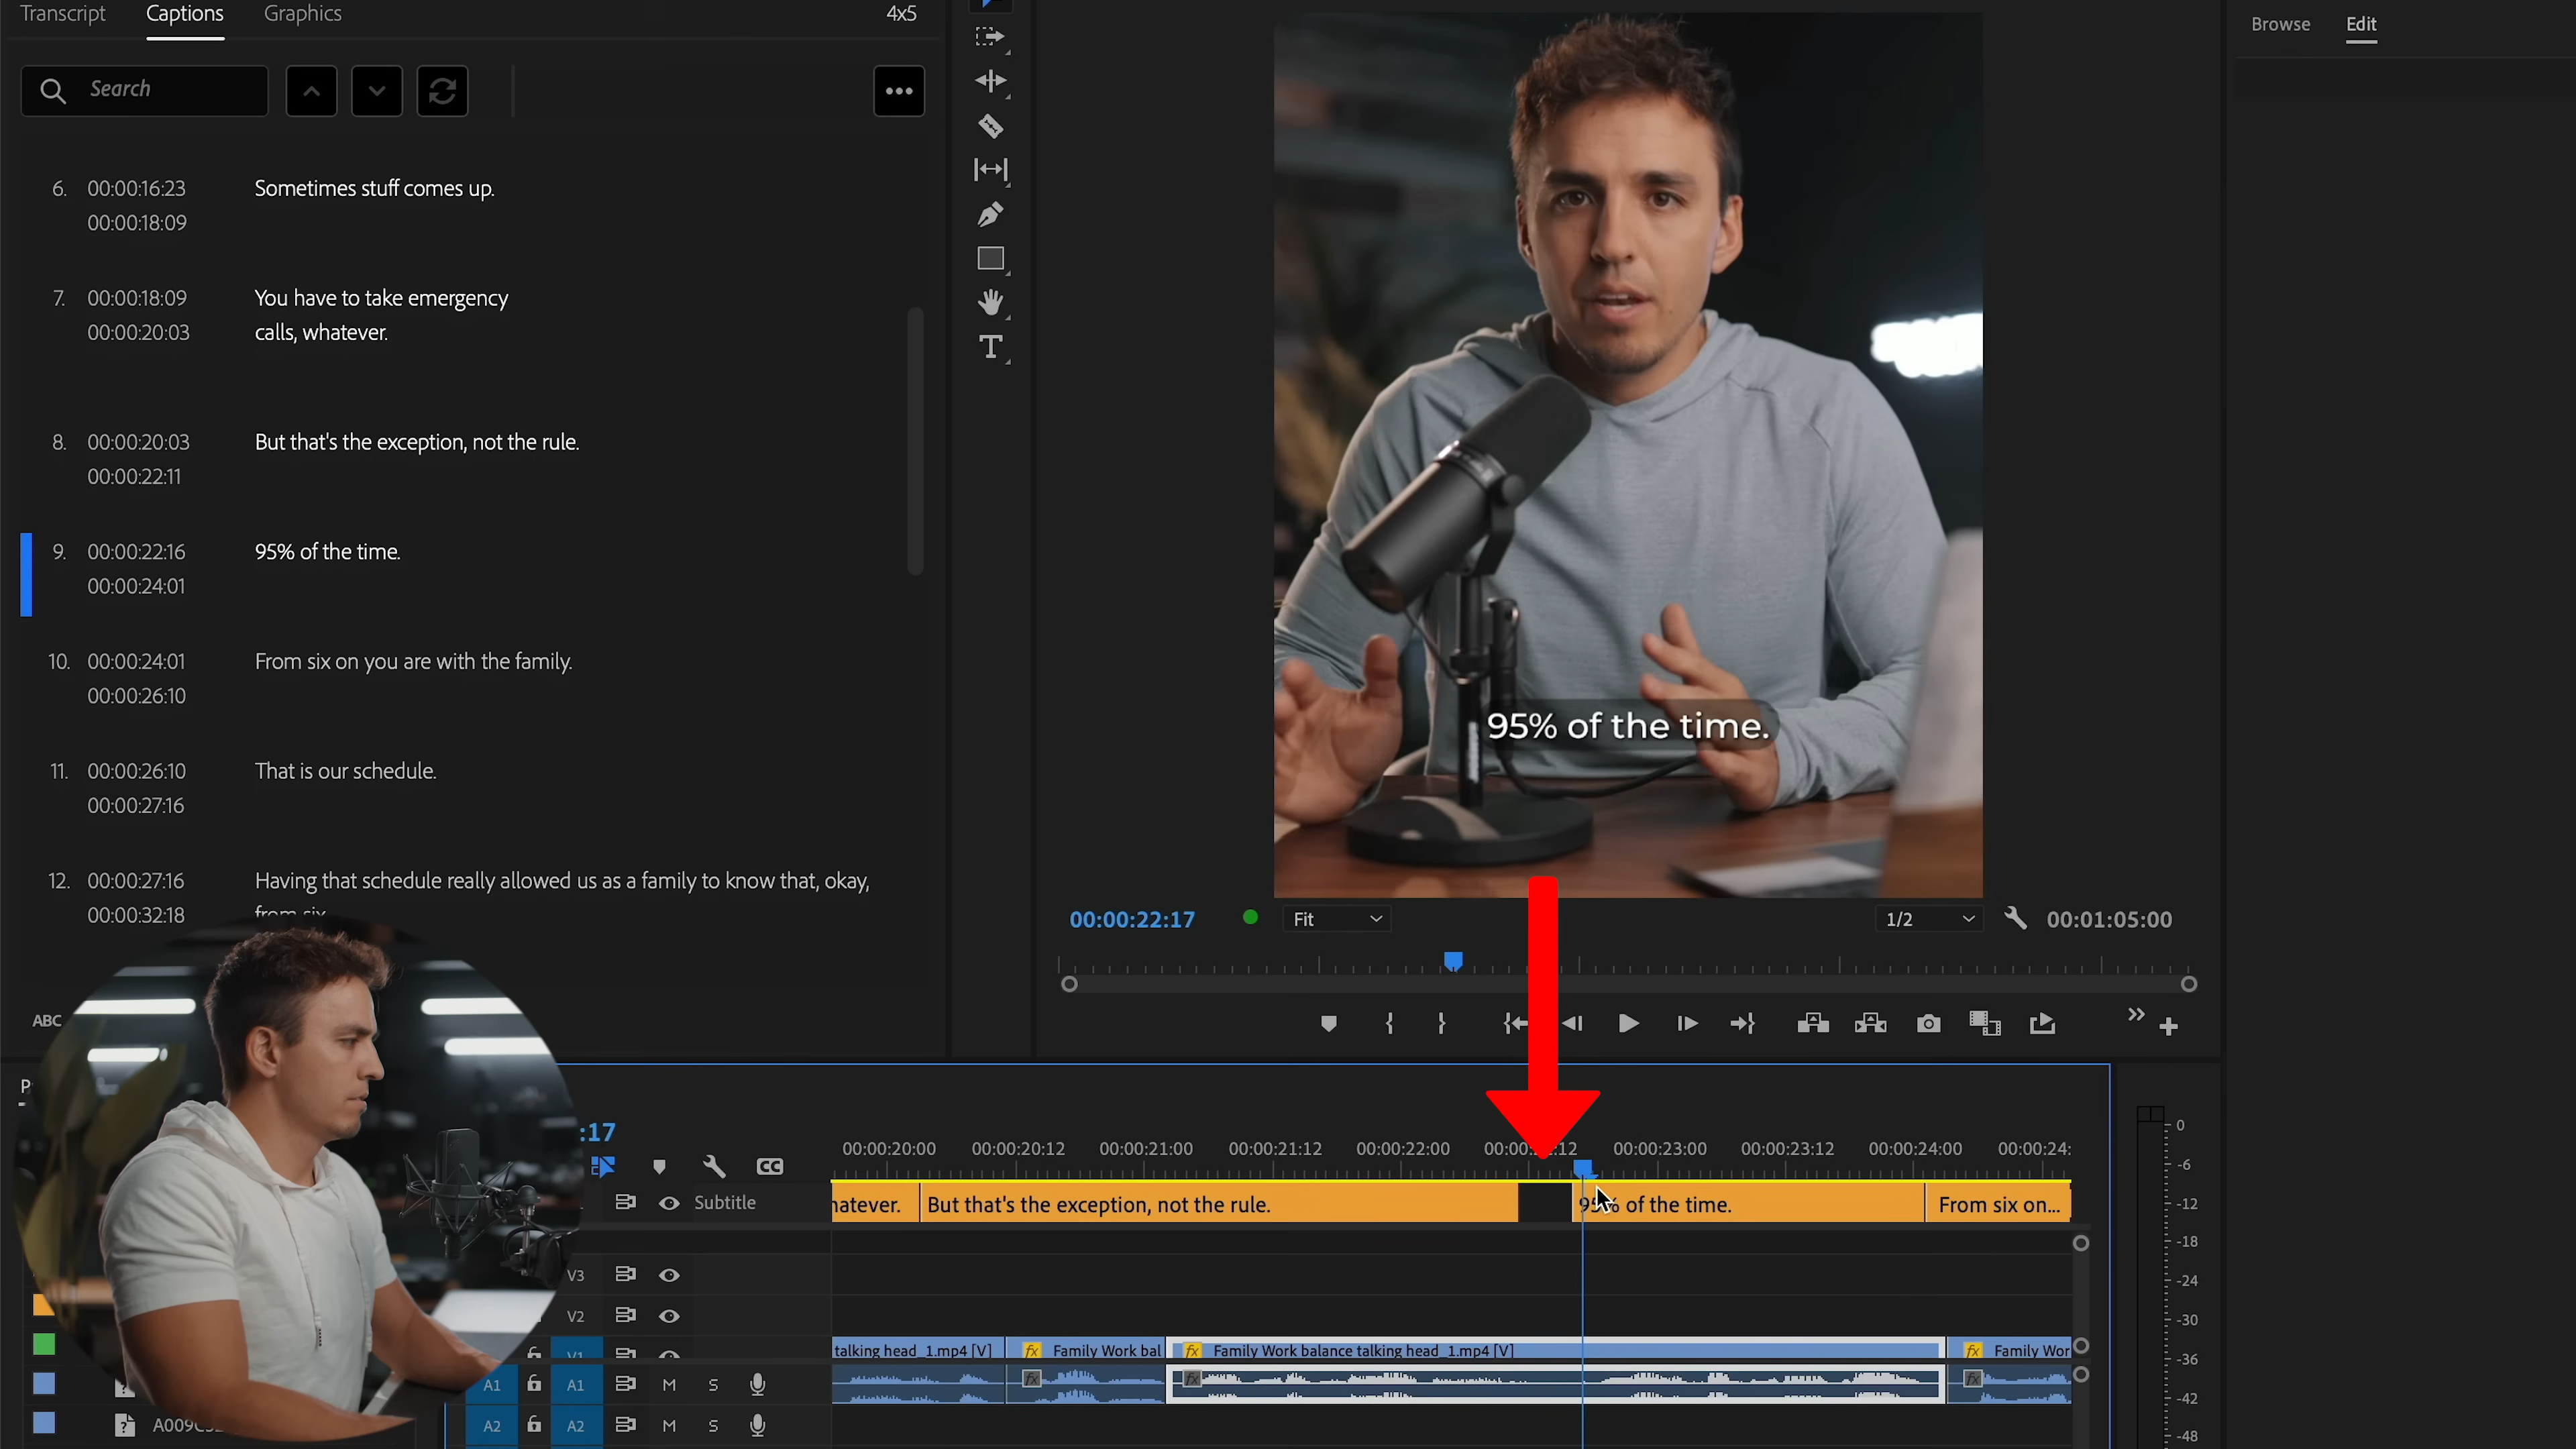 Transcript Captions Graphics 4x5
Browse Edit
Search
6. 00:00:16:23 Sometimes stuff comes up.
00:00:18:09
7. 00:00:18:09 You have to take emergency
00:00:20:03 calls, whatever.
8. 00:00:20:03 But that's the exception, not the rule.
00:00:22:11
9. 00:00:22:16 95% of the time.
00:00:24:01
10. 00:00:24:01 From six on you are with the family.
00:00:26:10
11. 00:00:26:10 That is our schedule.
00:00:27:16
12. 00:00:27:16 Having that schedule really allowed us as a family to know that, okay,
00:00:32:18 from six
95% of the time.
00:00:22:17 Fit 1/2 00:01:05:00
ABC
:17
00:00:20:00 00:00:20:12 00:00:21:00 00:00:21:12 00:00:22:00 12 00:00:23:00 00:00:23:12 00:00:24:00 00:00:24:
CC
Subtitle
hatever. But that's the exception, not the rule. 95% of the time. From six on...
V3
V2
V1 talking head_1.mp4 [V] fx Family Work bal fx Family Work balance talking head_1.mp4 [V] fx Family Wor
A1 A1 M S fx fx fx
A2 A2 M S
A009C
0
-6
-12
-18
-24
-30
-36
-42
-48